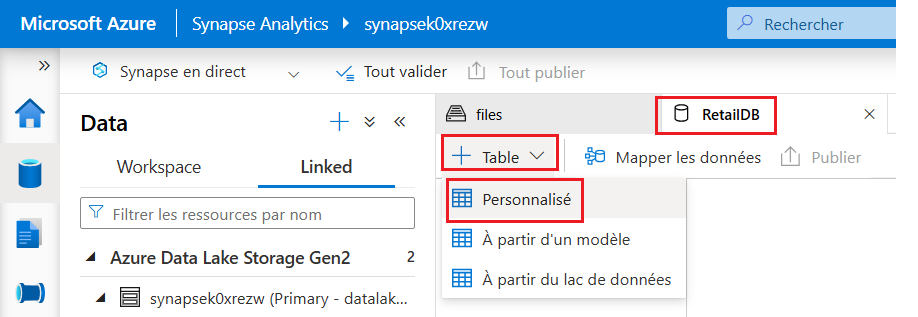 Microsoft Azure
Synapse Analytics
synapsek0xrezw
Rechercher
Synapse en direct
Tout valider
Tout publier
Data
Workspace
Linked
Filtrer les ressources par nom
Azure Data Lake Storage Gen2
2
synapsek0xrezw (Primary - datalak...
files
RetailDB
Table
Mapper les données
Publier
Personnalisé
À partir d'un modèle
À partir du lac de données